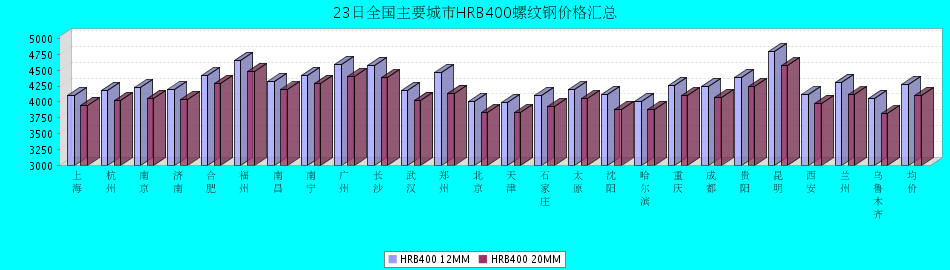 23日全国主要城市HRB400螺纹钢价格汇总
5000
4750
4500
4250
4000
3750
3500
3250
3000
上海
杭州
南京
济南
合肥
福州
南昌
南宁
广州
长沙
武汉
郑州
北京
天津
石家庄
太原
沈阳
哈尔滨
重庆
成都
贵阳
昆明
西安
兰州
乌鲁木齐
均价
HRB400 12MM
HRB400 20MM